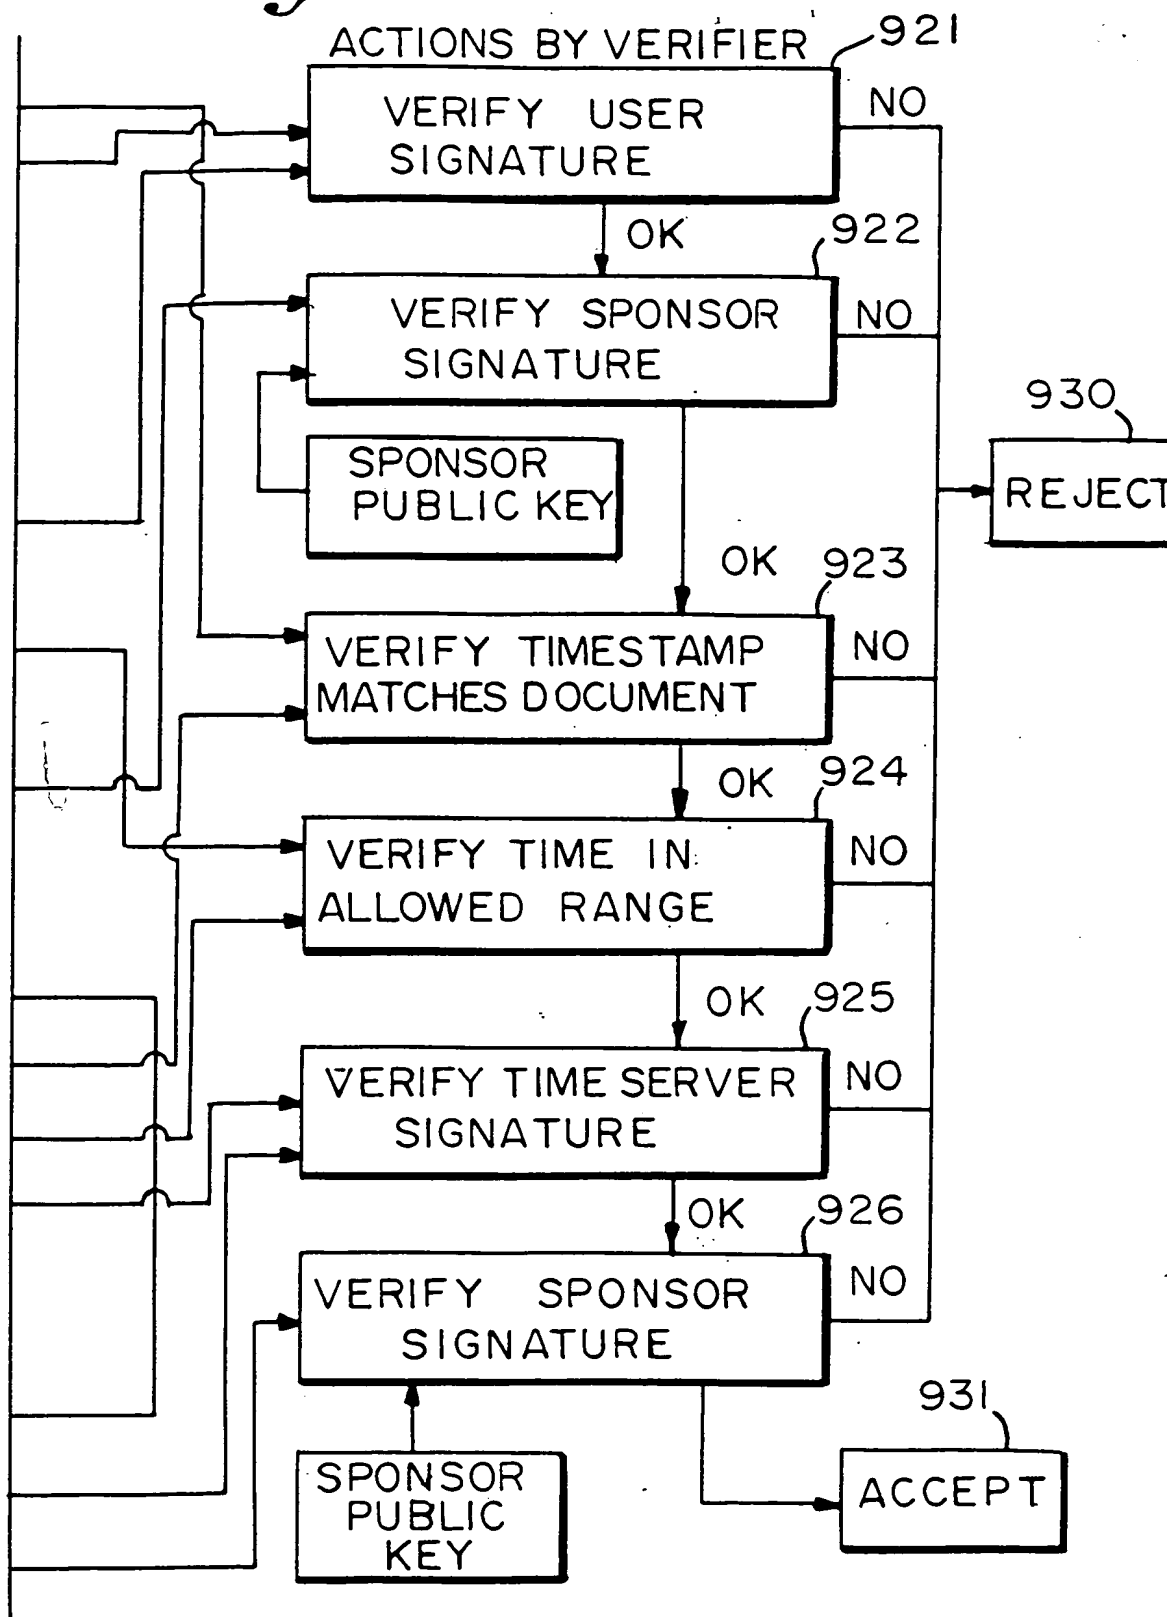 ACTIONS BY VERIFIER
921
VERIFY USER
SIGNATURE
NO
OK
922
VERIFY SPONSOR
SIGNATURE
NO
930
REJECT
SPONSOR
PUBLIC KEY
OK
923
VERIFY TIMESTAMP
MATCHES DOCUMENT
NO
OK
924
VERIFY TIME IN
ALLOWED RANGE
NO
OK
925
VERIFY TIME SERVER
SIGNATURE
NO
OK
926
VERIFY SPONSOR
SIGNATURE
NO
931
ACCEPT
SPONSOR
PUBLIC
KEY